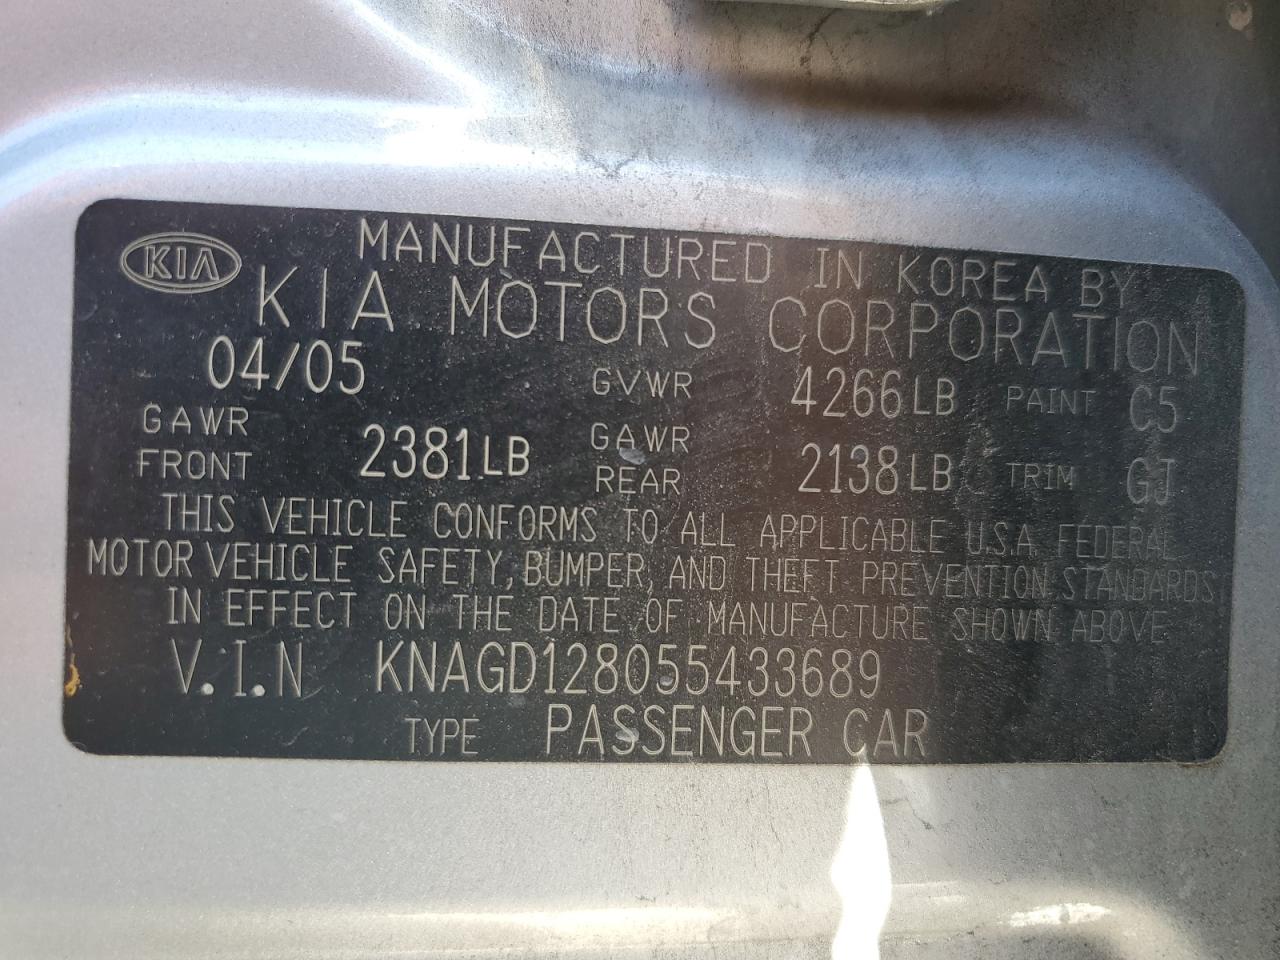 KIA
MANUFACTURED IN KOREA BY
KIA MOTORS CORPORATION
04/05 GVWR 4266LB PAINT C5
GAWR FRONT 2381LB GAWR REAR 2138LB TRIM GJ
THIS VEHICLE CONFORMS TO ALL APPLICABLE U.S.A. FEDERAL
MOTOR VEHICLE SAFETY, BUMPER, AND THEFT PREVENTION STANDARDS
IN EFFECT ON THE DATE OF MANUFACTURE SHOWN ABOVE
V.I.N KNAGD128055433689
TYPE PASSENGER CAR